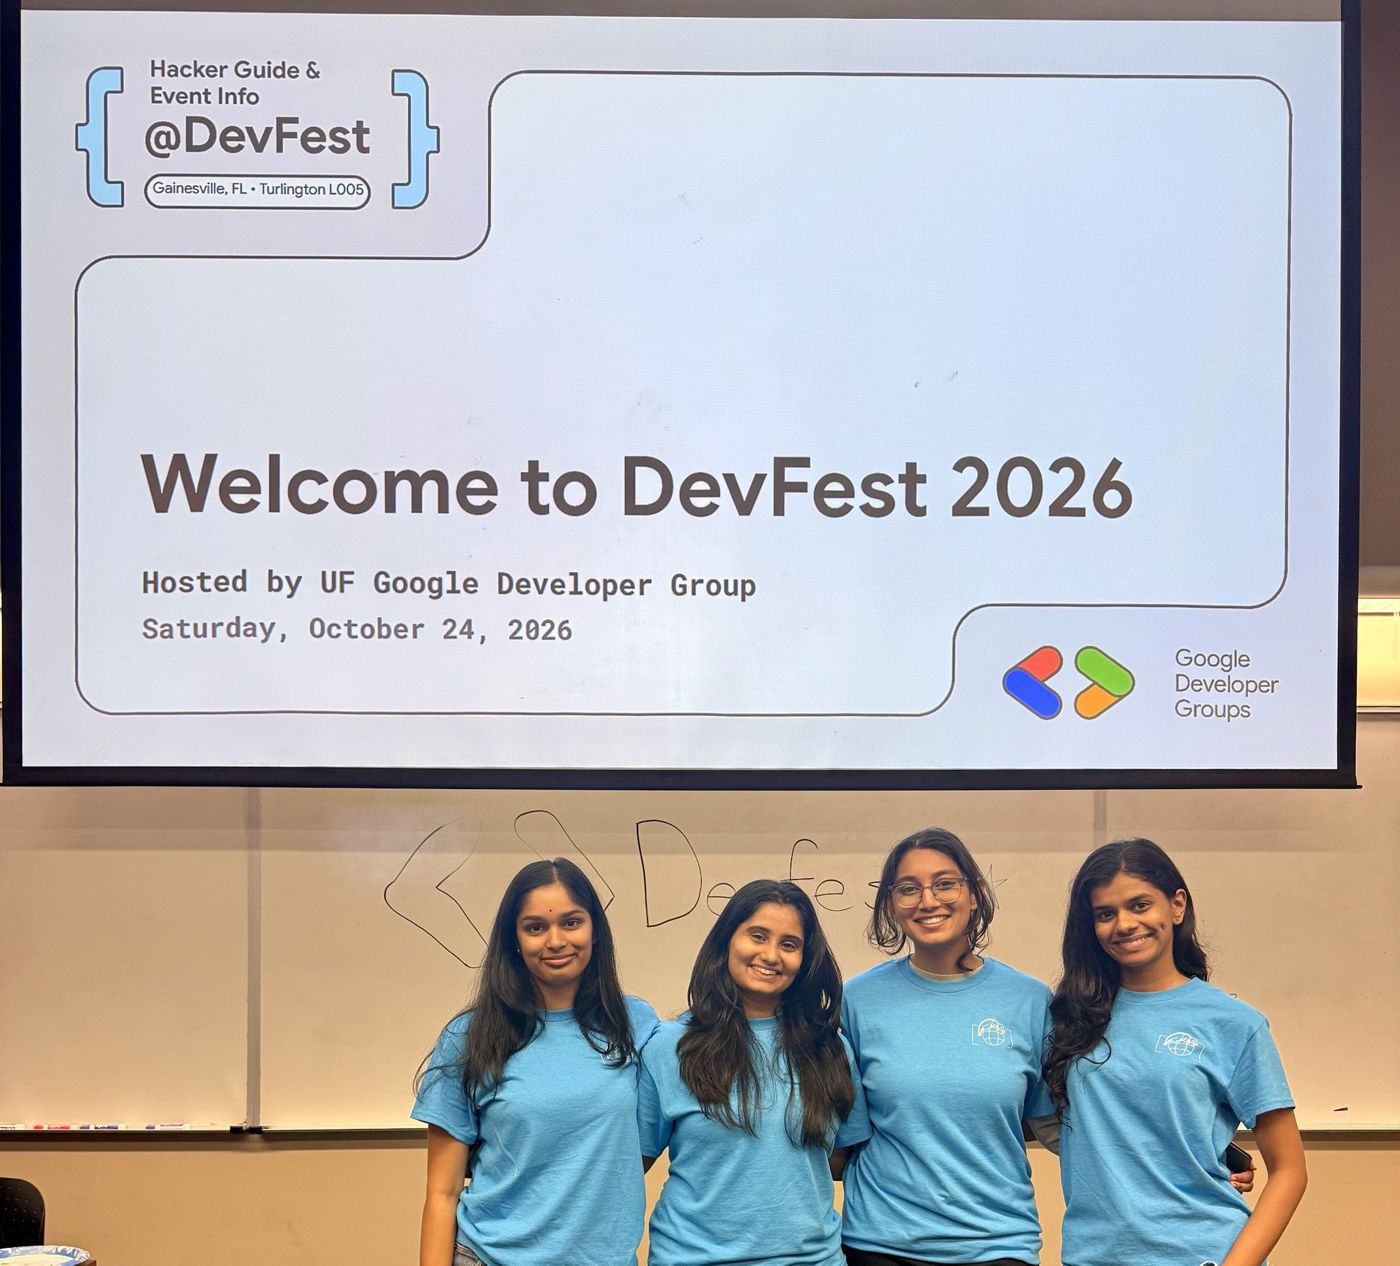 Hacker Guide &
Event Info
@DevFest
Gainesville, FL • Turlington L005
Welcome to DevFest 2026
Hosted by UF Google Developer Group
Saturday, October 24, 2026
Google
Developer
Groups